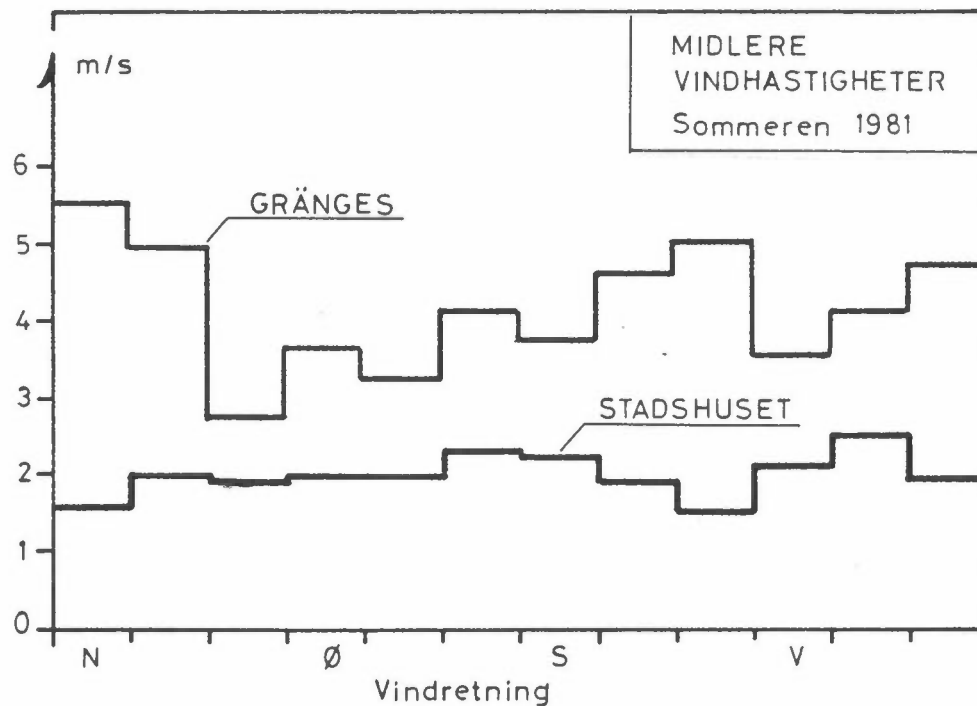 m/s
MIDLERE
VINDHASTIGHETER
Sommeren 1981
6
GRÄNGES
5
4
3
STADSHUSET
2
1
0
N Ø S V
Vindretning